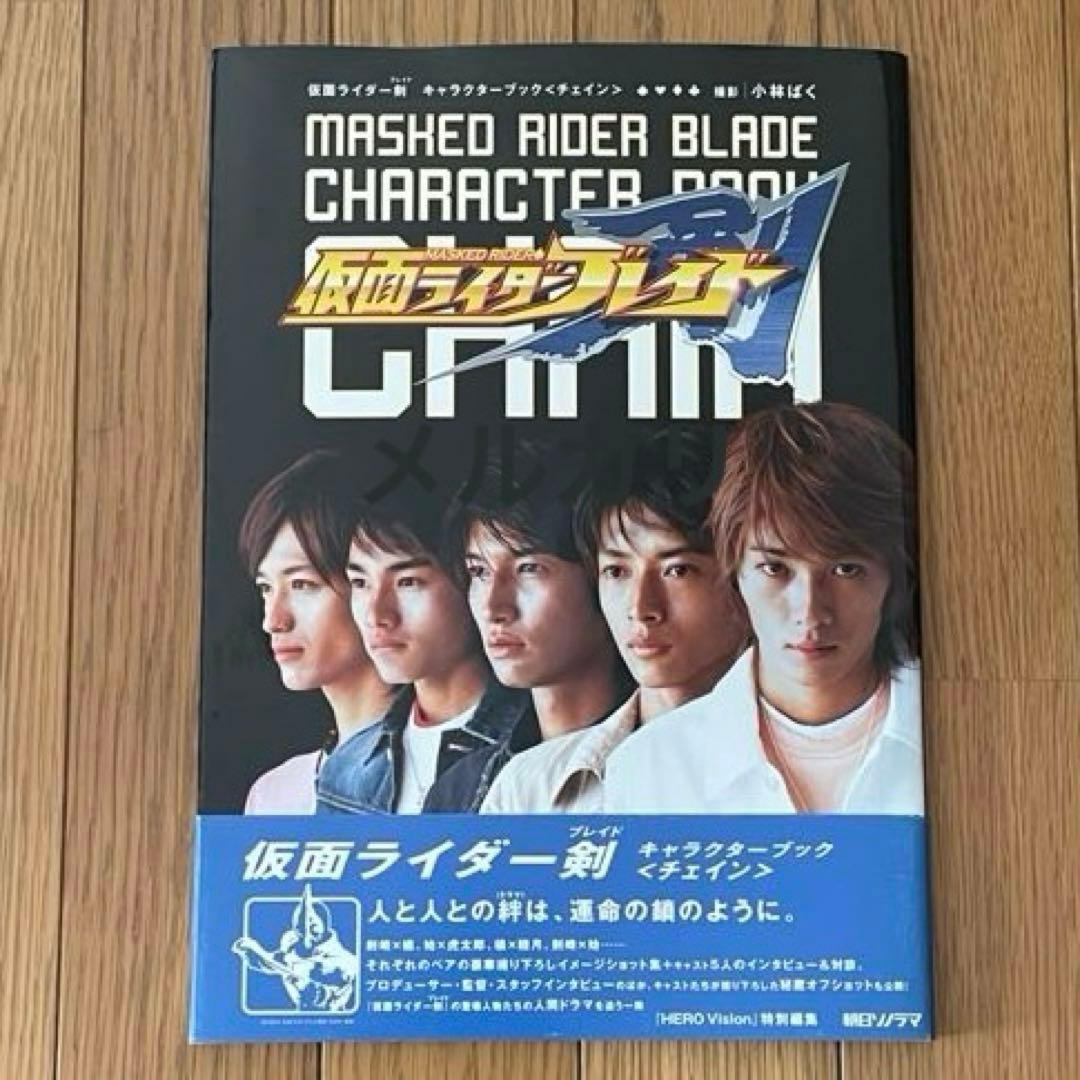 ブレイド
仮面ライダー剣 キャラクターブック<チェイン> ♠♥♦♣ 撮影｜小林ばく
MASKED RIDER BLADE
CHARACTER BOOK
CHAIN
MASKED RIDER♠
仮面ライダーブレイド
剣
メルカリ
ブレイド
仮面ライダー剣 キャラクターブック
<チェイン>
人と人との絆は、運命の鎖のように。
剣崎×橘、始×虎太郎、橘×睦月、剣崎×始……
それぞれのペアの豪華撮り下ろしイメージショット集＋キャスト5人のインタビュー&対談。
プロデューサー・監督・スタッフインタビューのほか、キャストたちが撮り下ろした秘蔵オフショットも公開!
『仮面ライダー剣』の登場人物たちの人間ドラマを追う一冊
『HERO Vision』特別編集 朝日ソノラマ